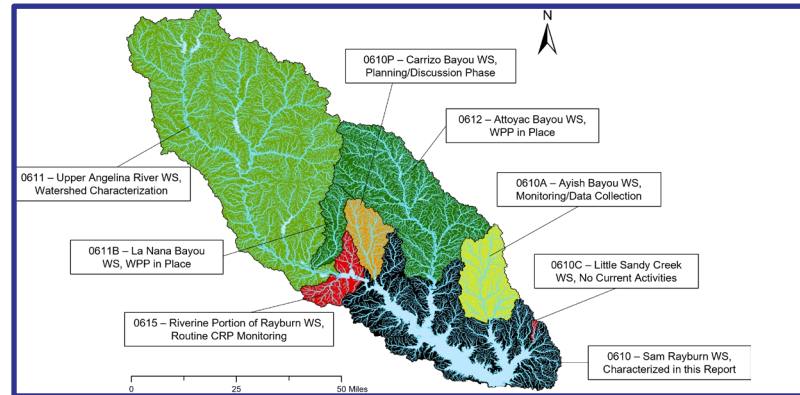 N
0610P – Carrizo Bayou WS,
Planning/Discussion Phase
0612 – Attoyac Bayou WS,
WPP in Place
0611 – Upper Angelina River WS,
Watershed Characterization
0610A – Ayish Bayou WS,
Monitoring/Data Collection
0611B – La Nana Bayou
WS, WPP in Place
0610C – Little Sandy Creek
WS, No Current Activities
0615 – Riverine Portion of Rayburn WS,
Routine CRP Monitoring
0610 – Sam Rayburn WS,
Characterized in this Report
0 25 50 Miles